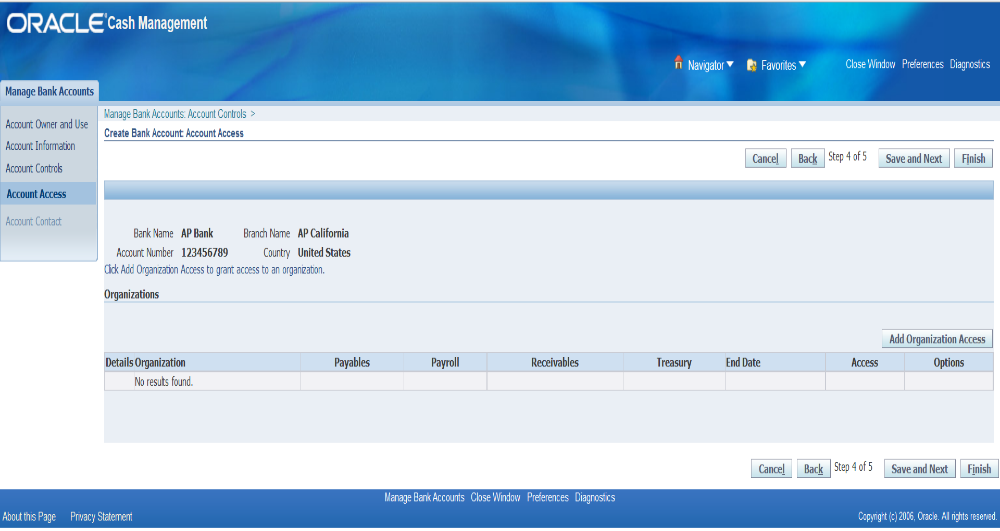 ORACLE® Cash Management
Navigator Favorites Close Window Preferences Diagnostics
Manage Bank Accounts
Account Owner and Use
Account Information
Account Controls
Account Access
Account Contact
Manage Bank Accounts: Account Controls >
Create Bank Account: Account Access
Cancel Back Step 4 of 5 Save and Next Finish
Bank Name AP Bank Branch Name AP California
Account Number 123456789 Country United States
Click Add Organization Access to grant access to an organization.
Organizations
Add Organization Access
Details Organization Payables Payroll Receivables Treasury End Date Access Options
No results found.
Cancel Back Step 4 of 5 Save and Next Finish
Manage Bank Accounts Close Window Preferences Diagnostics
About this Page Privacy Statement Copyright (c) 2006, Oracle. All rights reserved.